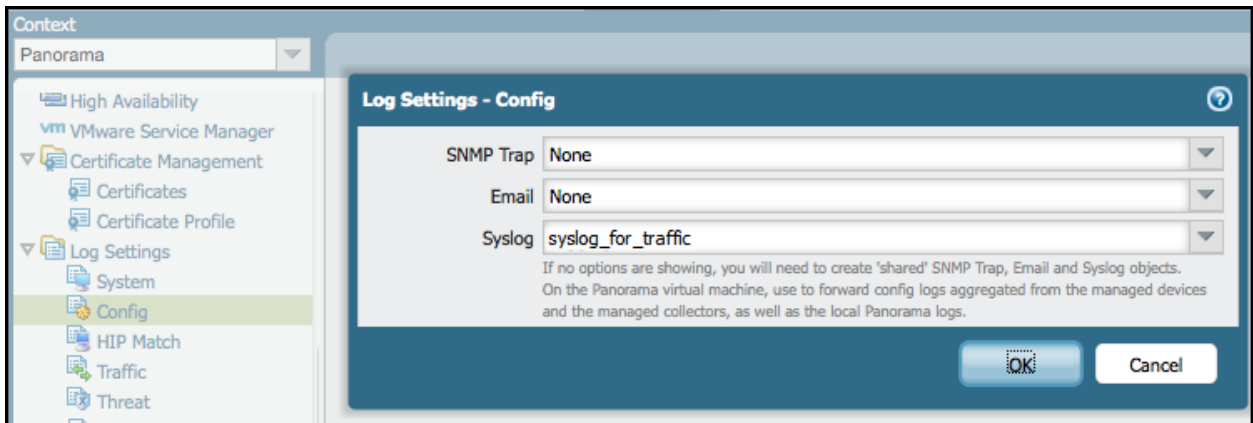 Context
Panorama
High Availability
vm VMware Service Manager
Certificate Management
Certificates
Certificate Profile
Log Settings
System
Config
HIP Match
Traffic
Threat
Log Settings - Config
?
SNMP Trap None
Email None
Syslog syslog_for_traffic
If no options are showing, you will need to create 'shared' SNMP Trap, Email and Syslog objects.
On the Panorama virtual machine, use to forward config logs aggregated from the managed devices
and the managed collectors, as well as the local Panorama logs.
OK Cancel